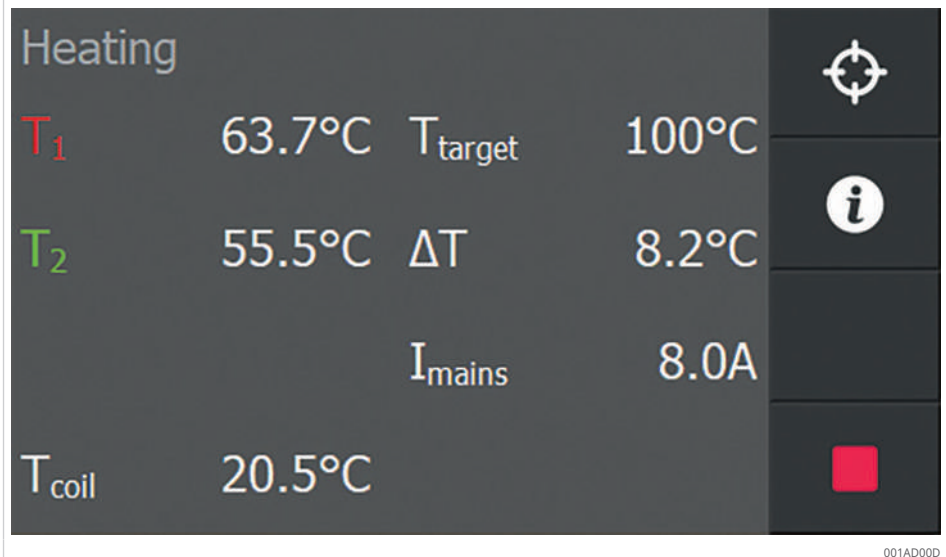 Heating
T1 63.7°C Ttarget 100°C
T2 55.5°C ΔT 8.2°C
Imains 8.0A
Tcoil 20.5°C
001AD00D